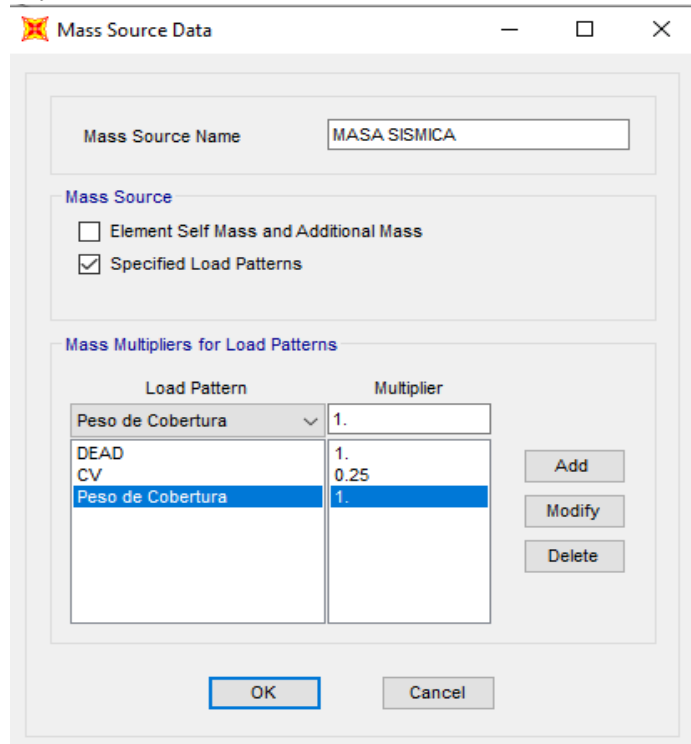 Mass Source Data
Mass Source Name MASA SISMICA
Mass Source
Element Self Mass and Additional Mass
Specified Load Patterns
Mass Multipliers for Load Patterns
Load Pattern Multiplier
Peso de Cobertura 1.
DEAD 1.
CV 0.25
Peso de Cobertura 1.
Add
Modify
Delete
OK Cancel